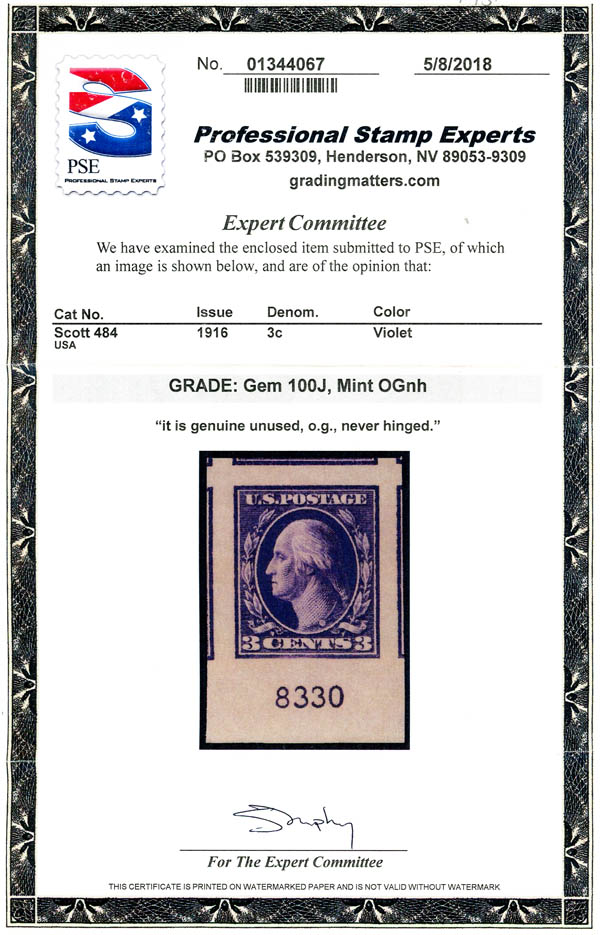 No. 01344067 5/8/2018
PSE
PROFESSIONAL STAMP EXPERTS
Professional Stamp Experts
PO Box 539309, Henderson, NV 89053-9309
gradingmatters.com
Expert Committee
We have examined the enclosed item submitted to PSE, of which
an image is shown below, and are of the opinion that:
Cat No. Issue Denom. Color
Scott 484 1916 3c Violet
USA
GRADE: Gem 100J, Mint OGnh
“it is genuine unused, o.g., never hinged.”
U.S.POSTAGE
3 CENTS 3
8330
For The Expert Committee
THIS CERTIFICATE IS PRINTED ON WATERMARKED PAPER AND IS NOT VALID WITHOUT WATERMARK